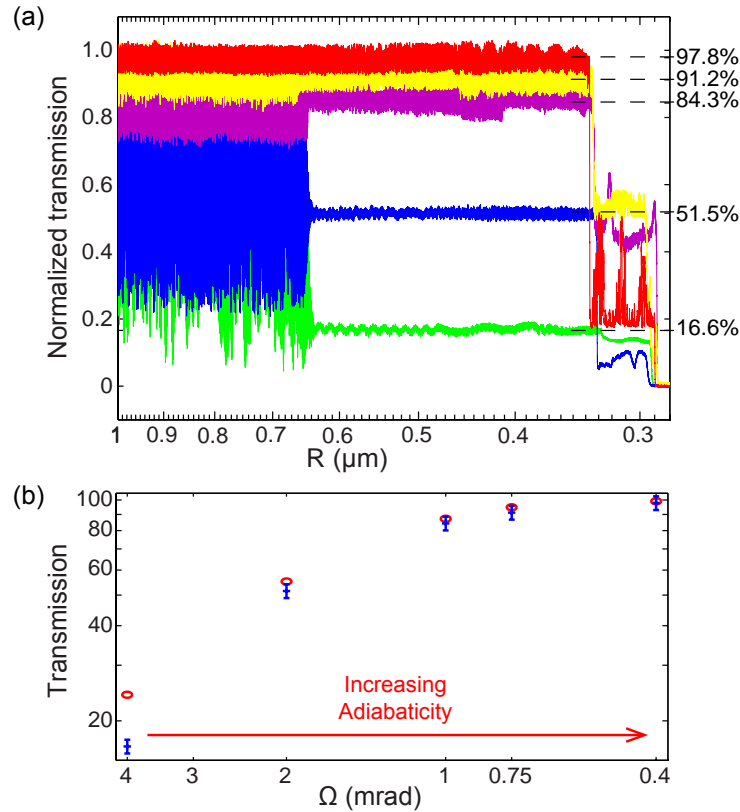 (a)
Normalized transmission
1.0
0.8
0.6
0.4
0.2
0
97.8%
91.2%
84.3%
51.5%
16.6%
1 0.9 0.8 0.7 0.6 0.5 0.4 0.3
R (μm)
(b)
Transmission
100
80
60
40
20
Increasing
Adiabaticity
4 3 2 1 0.75 0.4
Ω (mrad)